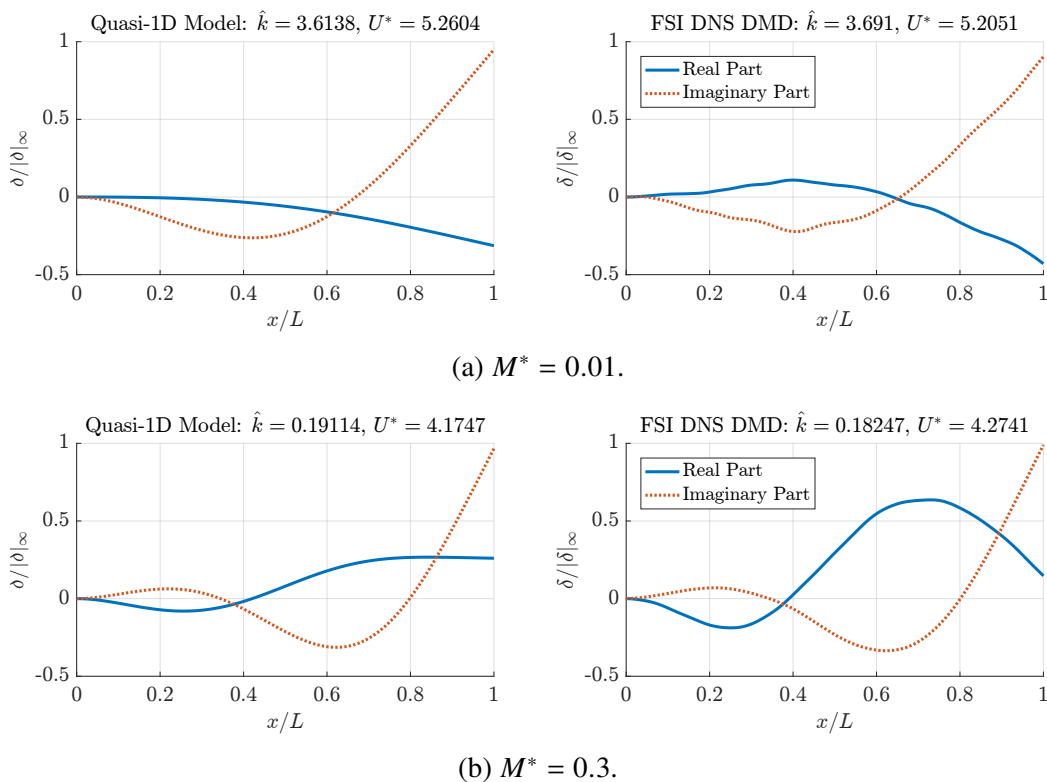 Quasi-1D Model: k̂ = 3.6138, U* = 5.2604
1
0.5
0
-0.5
δ/|δ|∞
0 0.2 0.4 0.6 0.8 1
x/L
FSI DNS DMD: k̂ = 3.691, U* = 5.2051
Real Part
Imaginary Part
1
0.5
0
-0.5
δ/|δ|∞
0 0.2 0.4 0.6 0.8 1
x/L
(a) M* = 0.01.
Quasi-1D Model: k̂ = 0.19114, U* = 4.1747
1
0.5
0
-0.5
δ/|δ|∞
0 0.2 0.4 0.6 0.8 1
x/L
FSI DNS DMD: k̂ = 0.18247, U* = 4.2741
Real Part
Imaginary Part
1
0.5
0
-0.5
δ/|δ|∞
0 0.2 0.4 0.6 0.8 1
x/L
(b) M* = 0.3.